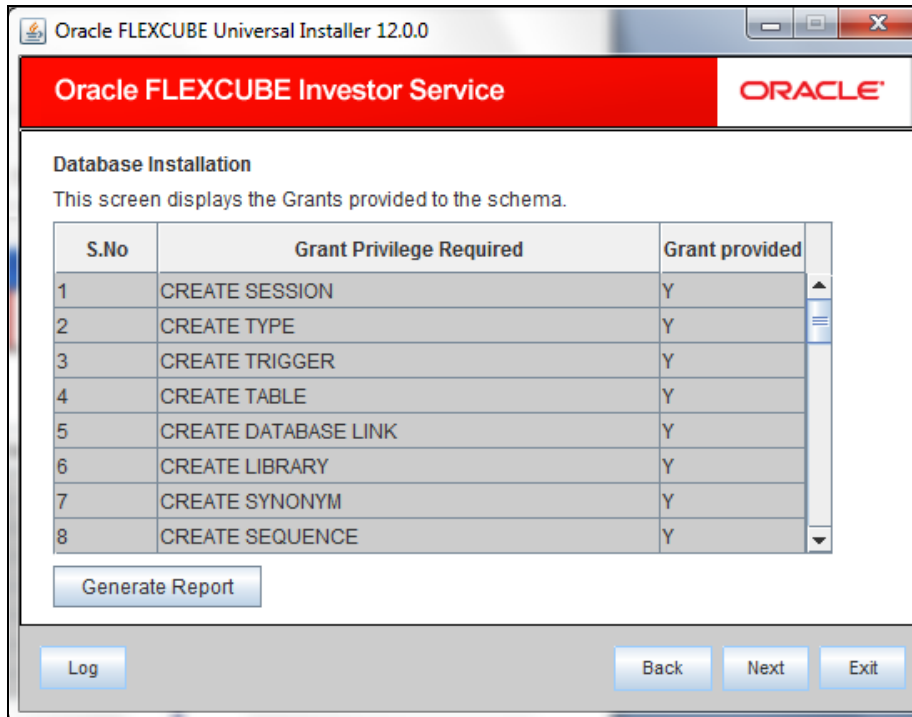 Oracle FLEXCUBE Universal Installer 12.0.0
Oracle FLEXCUBE Investor Service
ORACLE
Database Installation
This screen displays the Grants provided to the schema.
S.No Grant Privilege Required Grant provided
1 CREATE SESSION Y
2 CREATE TYPE Y
3 CREATE TRIGGER Y
4 CREATE TABLE Y
5 CREATE DATABASE LINK Y
6 CREATE LIBRARY Y
7 CREATE SYNONYM Y
8 CREATE SEQUENCE Y
Generate Report
Log Back Next Exit